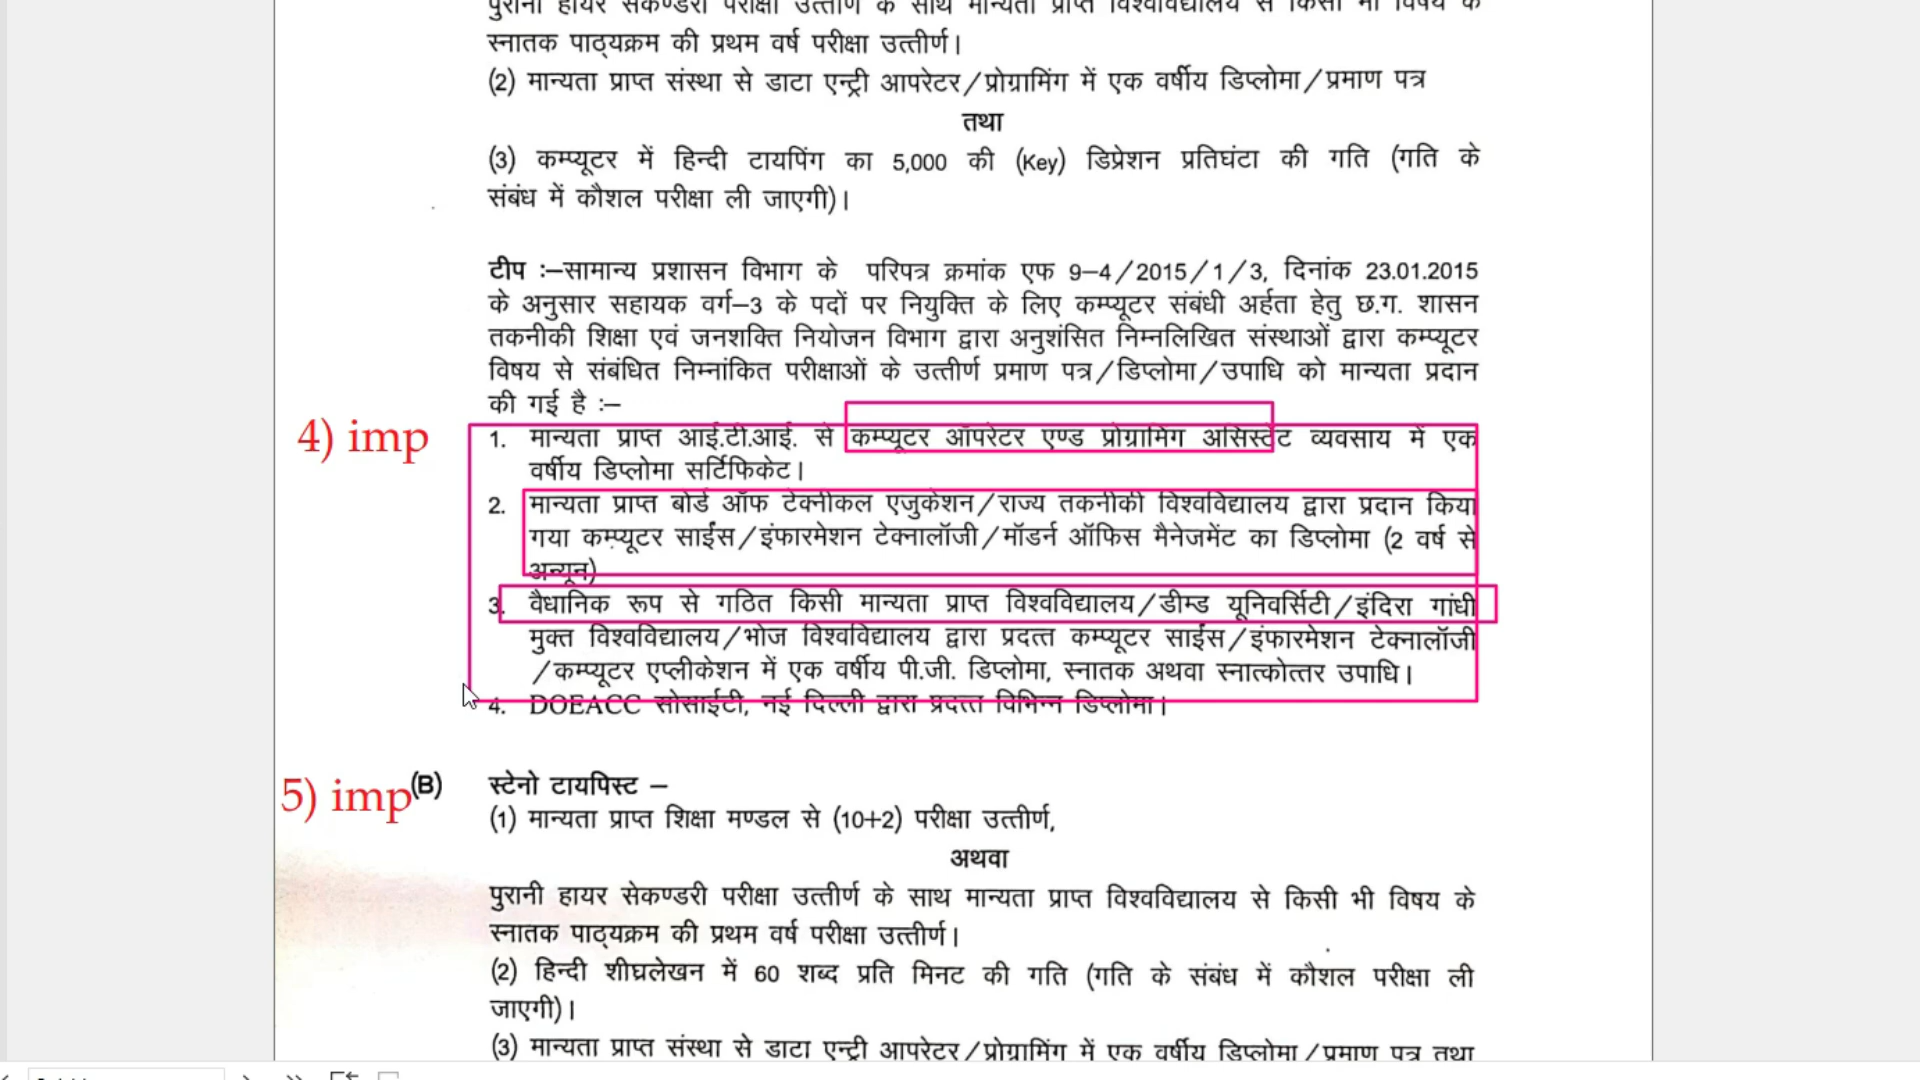 पुरानी हायर सेकण्डरी परीक्षा उत्तीर्ण के साथ मान्यता प्राप्त विश्वविद्यालय से किसी भी विषय के
स्नातक पाठ्यक्रम की प्रथम वर्ष परीक्षा उत्तीर्ण।
(2) मान्यता प्राप्त संस्था से डाटा एन्ट्री आपरेटर/प्रोग्रामिंग में एक वर्षीय डिप्लोमा/प्रमाण पत्र
तथा
(3) कम्प्यूटर में हिन्दी टायपिंग का 5,000 की (Key) डिप्रेशन प्रतिघंटा की गति (गति के
संबंध में कौशल परीक्षा ली जाएगी)।
टीप :–सामान्य प्रशासन विभाग के परिपत्र क्रमांक एफ 9–4/2015/1/3, दिनांक 23.01.2015
के अनुसार सहायक वर्ग–3 के पदों पर नियुक्ति के लिए कम्प्यूटर संबंधी अर्हता हेतु छ.ग. शासन
तकनीकी शिक्षा एवं जनशक्ति नियोजन विभाग द्वारा अनुशंसित निम्नलिखित संस्थाओं द्वारा कम्प्यूटर
विषय से संबंधित निम्नांकित परीक्षाओं के उत्तीर्ण प्रमाण पत्र/डिप्लोमा/उपाधि को मान्यता प्रदान
की गई है :–
4) imp
1. मान्यता प्राप्त आई.टी.आई. से कम्प्यूटर ऑपरेटर एण्ड प्रोग्रामिंग असिस्टेंट व्यवसाय में एक
वर्षीय डिप्लोमा सर्टिफिकेट।
2. मान्यता प्राप्त बोर्ड ऑफ टेक्नीकल एजुकेशन/राज्य तकनीकी विश्वविद्यालय द्वारा प्रदान किया
गया कम्प्यूटर साईंस/इंफारमेशन टेक्नालॉजी/मॉडर्न ऑफिस मैनेजमेंट का डिप्लोमा (2 वर्ष से
अन्यून)
3. वैधानिक रूप से गठित किसी मान्यता प्राप्त विश्वविद्यालय/डीम्ड यूनिवर्सिटी/इंदिरा गांधी
मुक्त विश्वविद्यालय/भोज विश्वविद्यालय द्वारा प्रदत्त कम्प्यूटर साईंस/इंफारमेशन टेक्नालॉजी
/कम्प्यूटर एप्लीकेशन में एक वर्षीय पी.जी. डिप्लोमा, स्नातक अथवा स्नात्कोत्तर उपाधि।
4. DOEACC सोसाईटी, नई दिल्ली द्वारा प्रदत्त विभिन्न डिप्लोमा।
5) imp
(B) स्टेनो टायपिस्ट –
(1) मान्यता प्राप्त शिक्षा मण्डल से (10+2) परीक्षा उत्तीर्ण,
अथवा
पुरानी हायर सेकण्डरी परीक्षा उत्तीर्ण के साथ मान्यता प्राप्त विश्वविद्यालय से किसी भी विषय के
स्नातक पाठ्यक्रम की प्रथम वर्ष परीक्षा उत्तीर्ण।
(2) हिन्दी शीघ्रलेखन में 60 शब्द प्रति मिनट की गति (गति के संबंध में कौशल परीक्षा ली
जाएगी)।
(3) मान्यता प्राप्त संस्था से डाटा एन्ट्री आपरेटर/प्रोग्रामिंग में एक वर्षीय डिप्लोमा/प्रमाण पत्र तथा